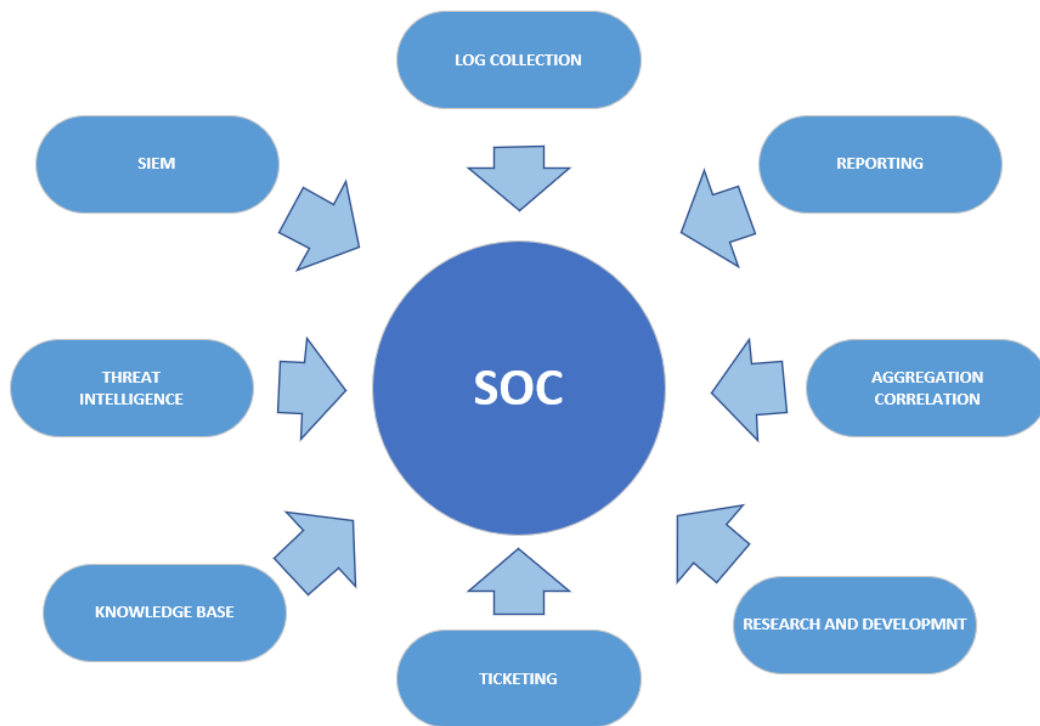 LOG COLLECTION
SIEM
REPORTING
THREAT
INTELLIGENCE
SOC
AGGREGATION
CORRELATION
KNOWLEDGE BASE
RESEARCH AND DEVELOPMNT
TICKETING